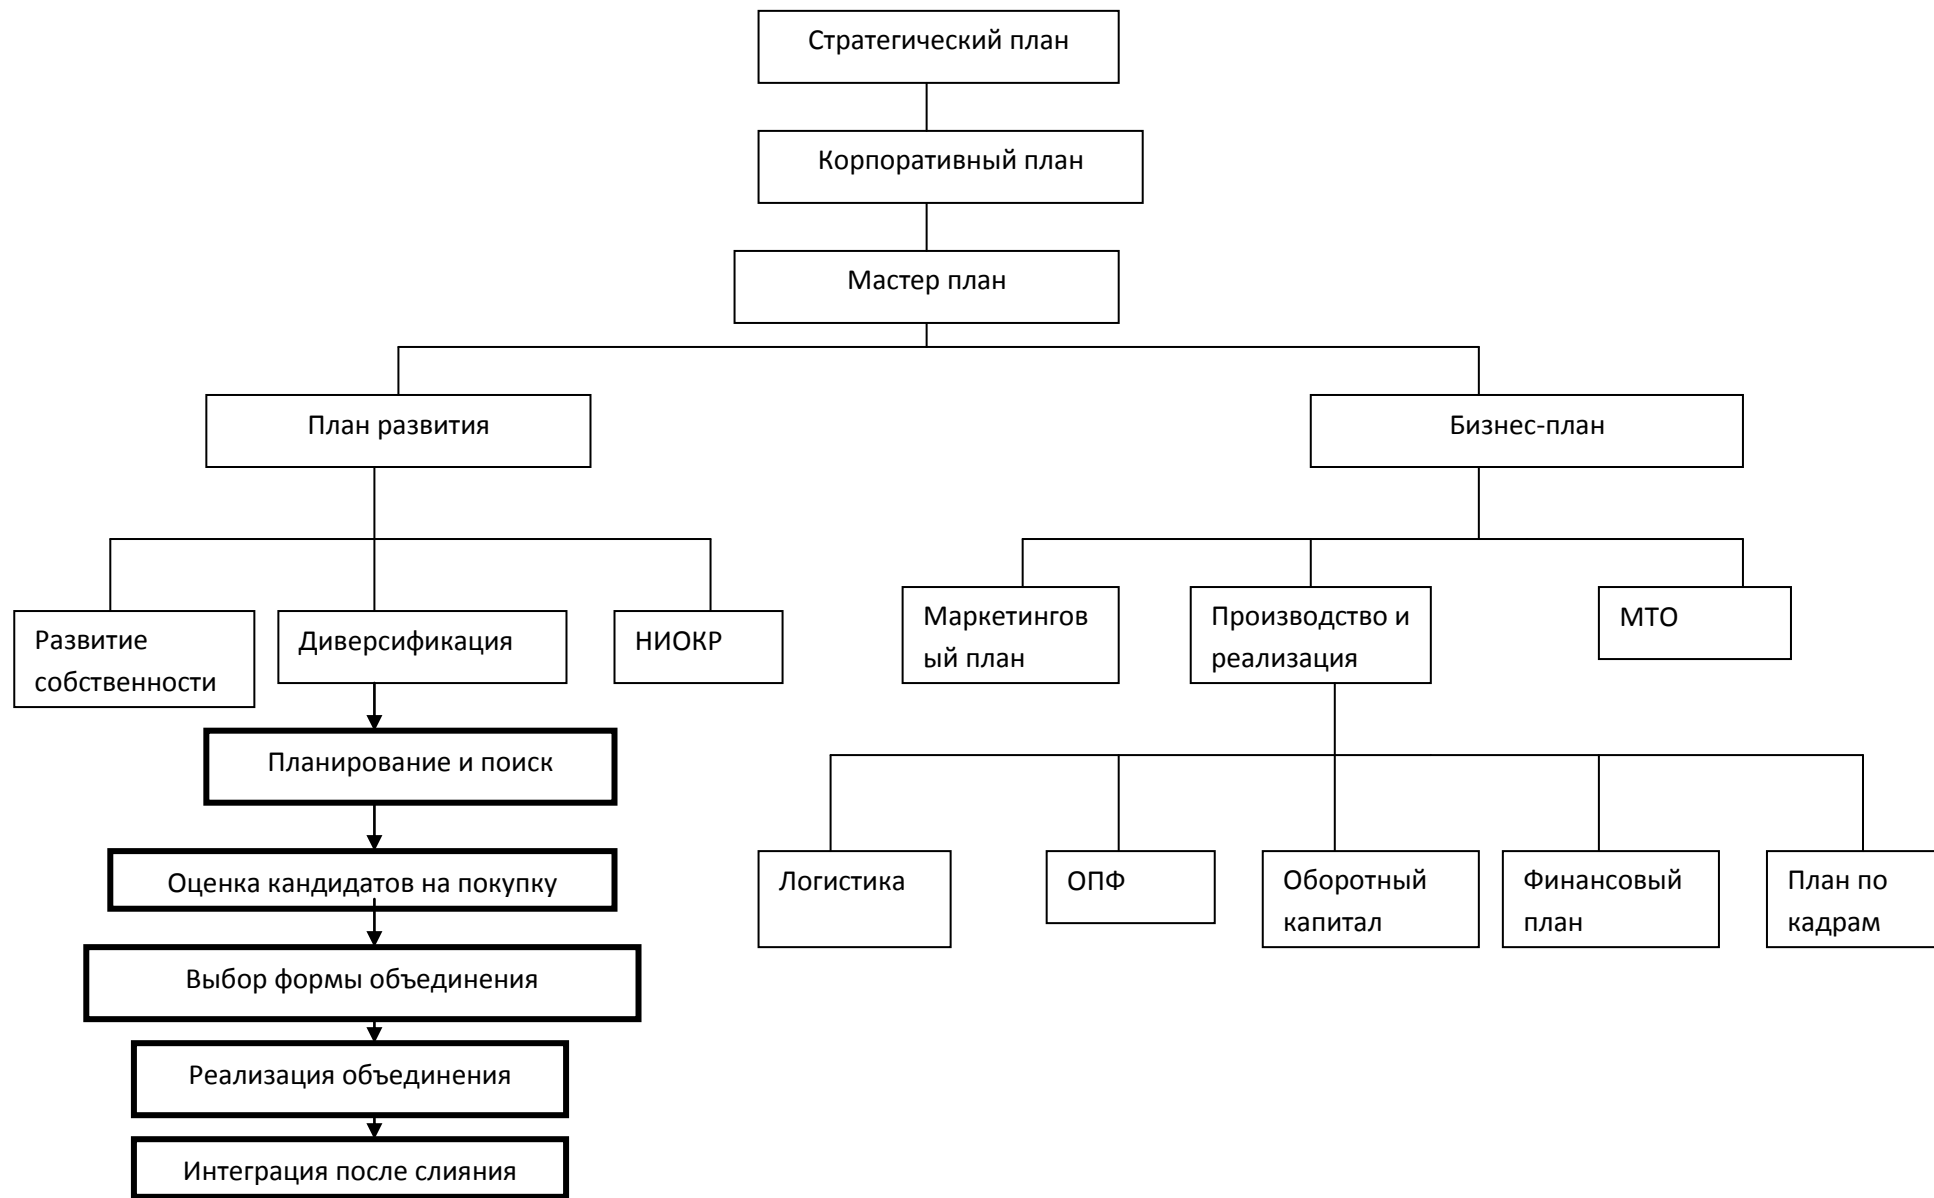 Стратегический план
Корпоративный план
Мастер план
План развития
Бизнес-план
Развитие
собственности
Диверсификация
НИОКР
Маркетингов
ый план
Производство и
реализация
МТО
Планирование и поиск
Оценка кандидатов на покупку
Выбор формы объединения
Реализация объединения
Интеграция после слияния
Логистика
ОПФ
Оборотный
капитал
Финансовый
план
План по
кадрам